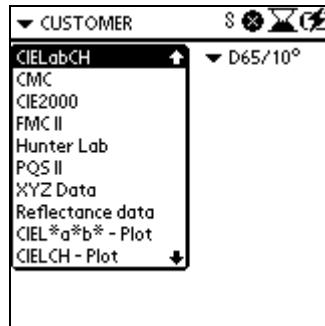 CUSTOMER S
CIELabCH D65/10°
CMC
CIE2000
FMC II
Hunter Lab
PQS II
XYZ Data
Reflectance data
CIEL*a*b* - Plot
CIELCH - Plot